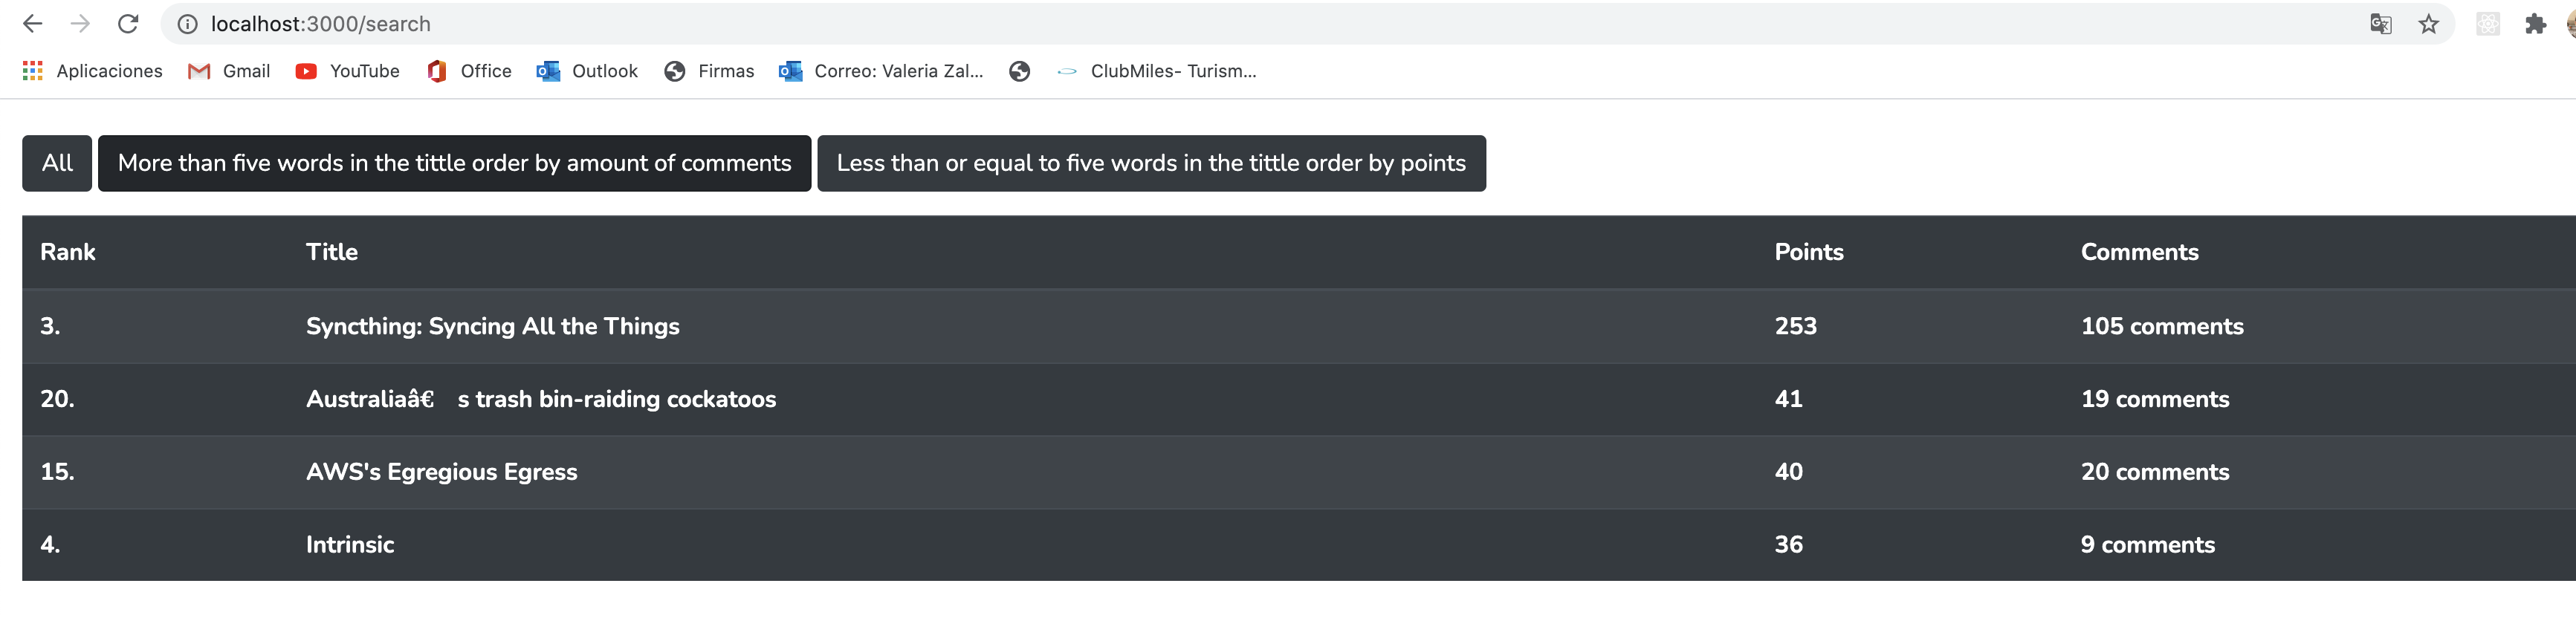 localhost:3000/search
Aplicaciones Gmail YouTube Office Outlook Firmas Correo: Valeria Zal... ClubMiles- Turism...
All More than five words in the tittle order by amount of comments Less than or equal to five words in the tittle order by points
Rank Title Points Comments
3. Syncthing: Syncing All the Things 253 105 comments
20. Australiaâ€ s trash bin-raiding cockatoos 41 19 comments
15. AWS's Egregious Egress 40 20 comments
4. Intrinsic 36 9 comments